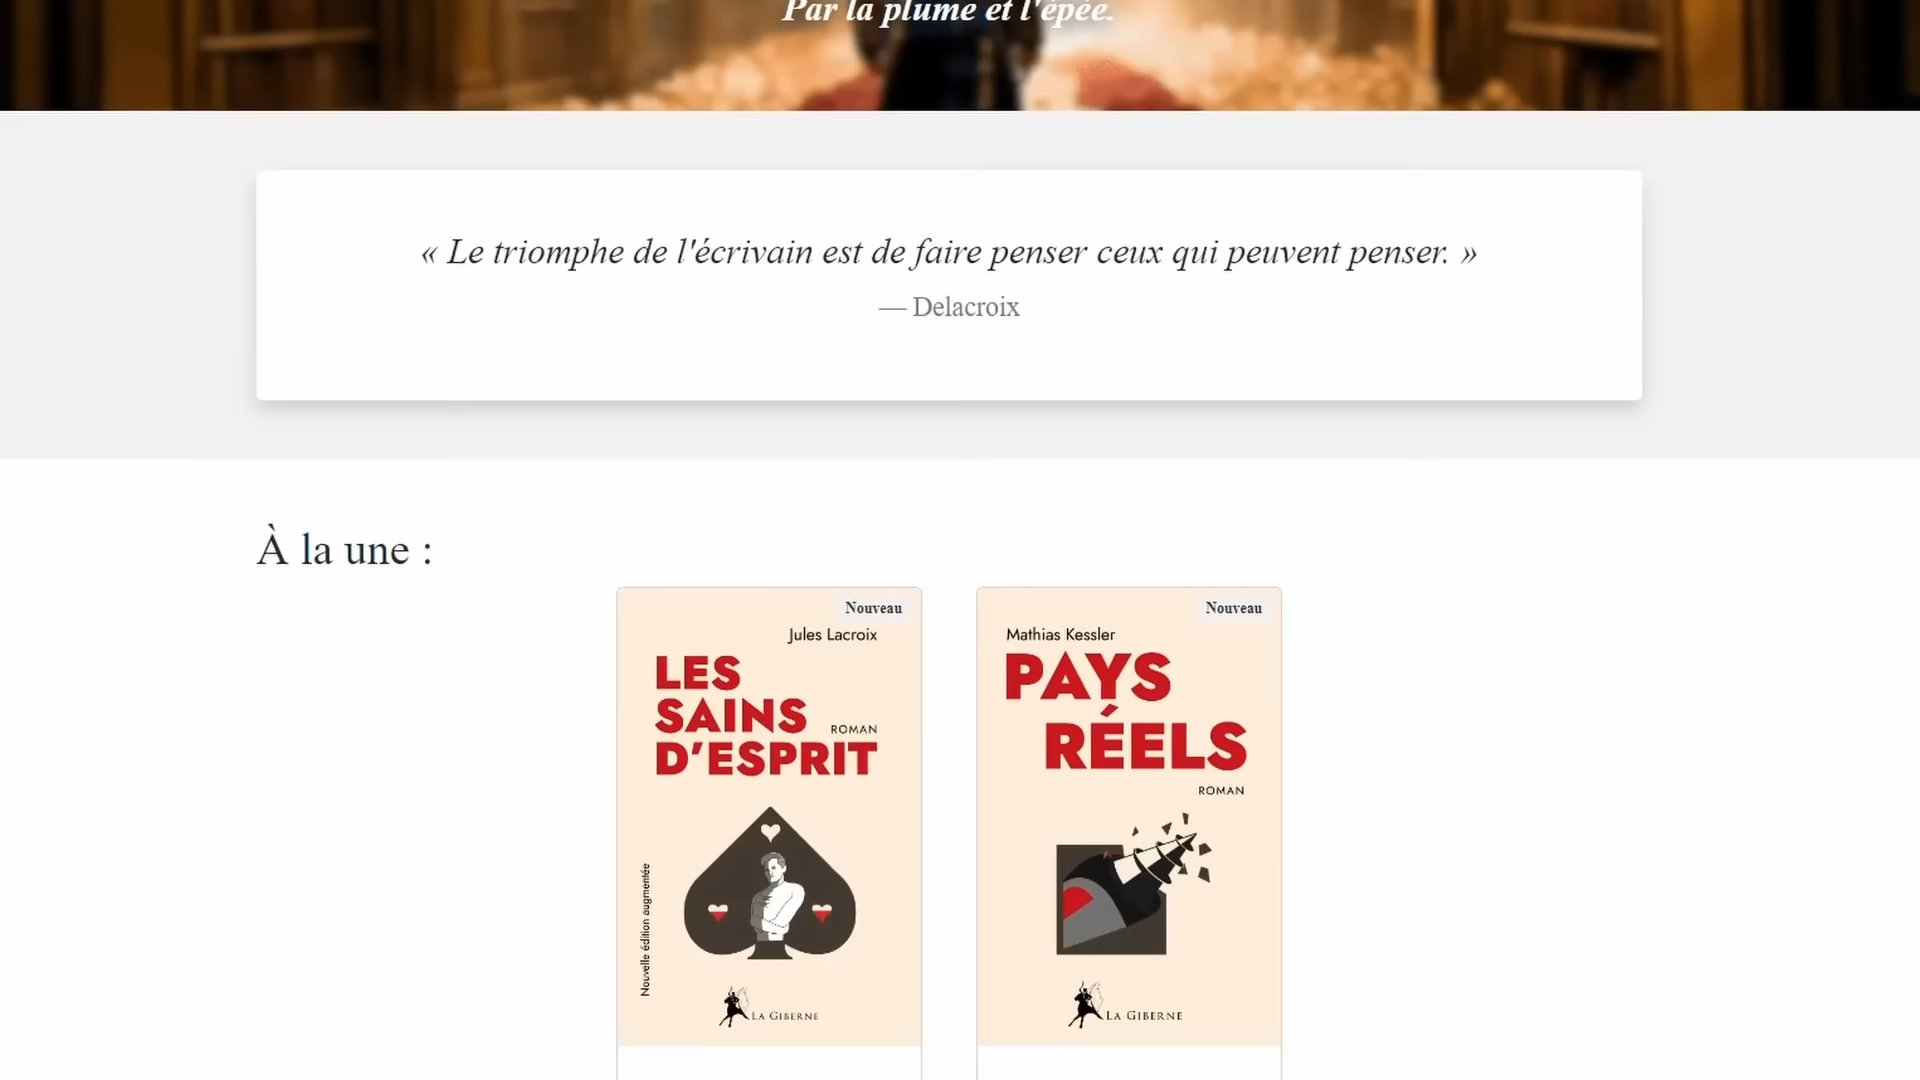 Par la plume et l'épée.
« Le triomphe de l'écrivain est de faire penser ceux qui peuvent penser. »
— Delacroix
À la une :
Nouveau
Jules Lacroix
LES
SAINS
ROMAN
D'ESPRIT
Nouvelle édition augmentée
LA GIBERNE
Nouveau
Mathias Kessler
PAYS
RÉELS
ROMAN
LA GIBERNE